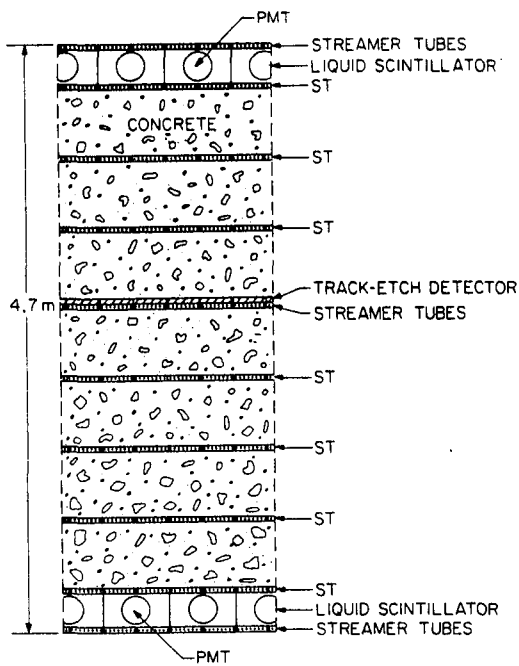 PMT
STREAMER TUBES
LIQUID SCINTILLATOR
ST
CONCRETE
ST
ST
TRACK-ETCH DETECTOR
4.7 m
STREAMER TUBES
ST
ST
ST
ST
LIQUID SCINTILLATOR
STREAMER TUBES
PMT